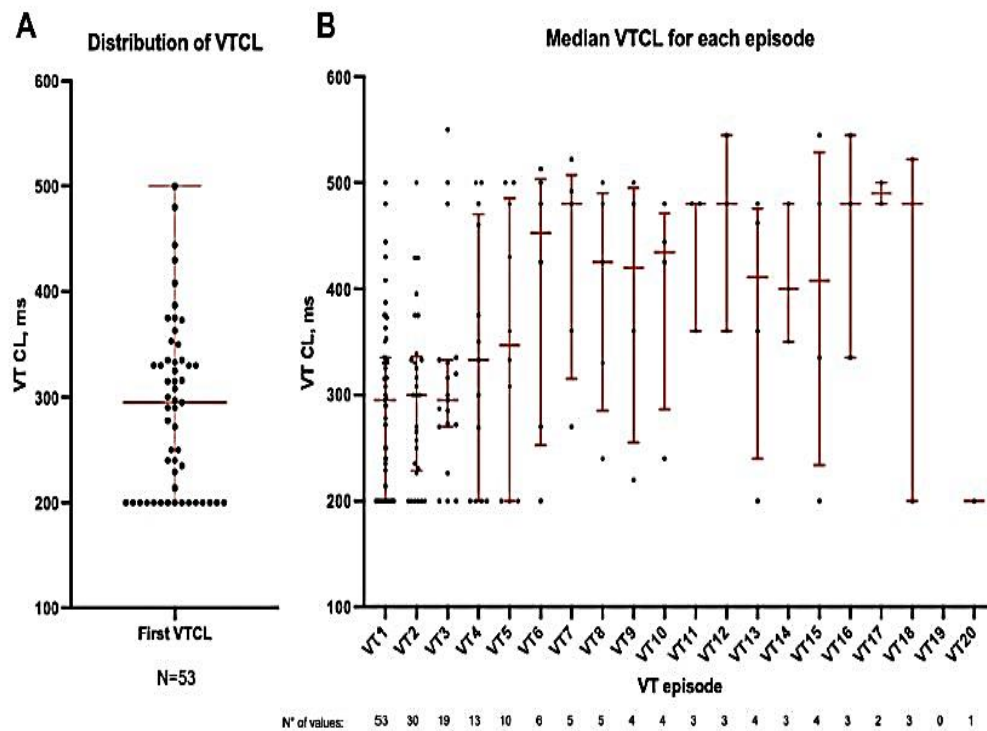 A
Distribution of VTCL
600
500
400
300
200
100
VT CL, ms
First VTCL
N=53
B
Median VTCL for each episode
600
500
400
300
200
100
VT CL, ms
VT1 VT2 VT3 VT4 VT5 VT6 VT7 VT8 VT9 VT10 VT11 VT12 VT13 VT14 VT15 VT16 VT17 VT18 VT19 VT20
VT episode
N° of values: 53 30 19 13 10 6 5 5 4 4 3 3 4 3 4 3 2 3 0 1